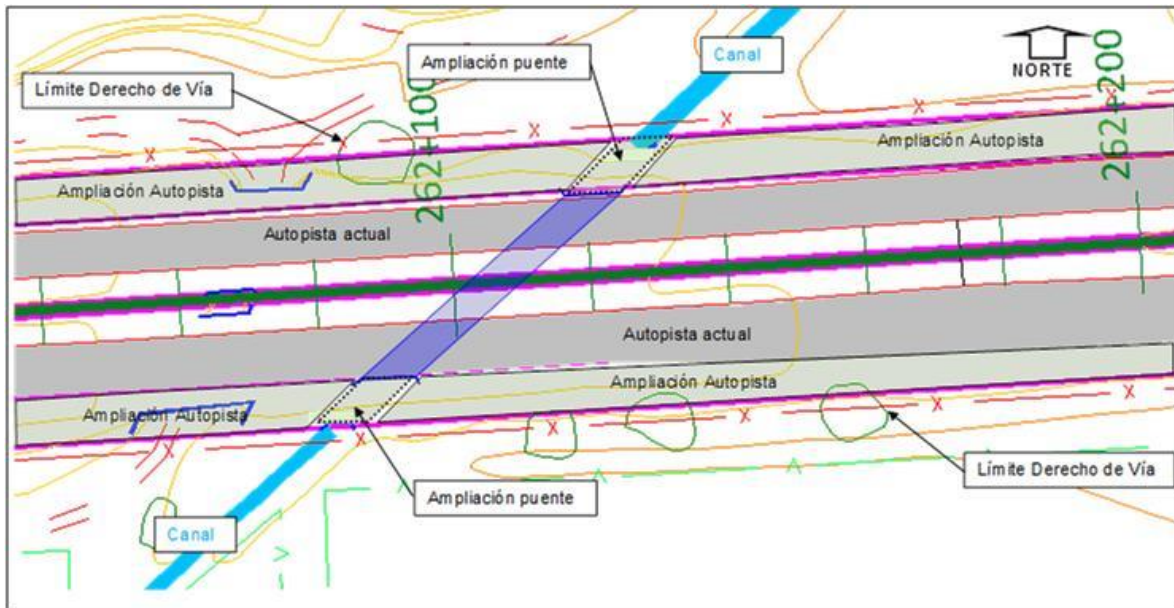 Ampliación puente
Canal
NORTE
Límite Derecho de Vía
262+100
262+200
Ampliación Autopista
Ampliación Autopista
Autopista actual
Autopista actual
Ampliación Autopista
Ampliación Autopista
Límite Derecho de Vía
Ampliación puente
Canal